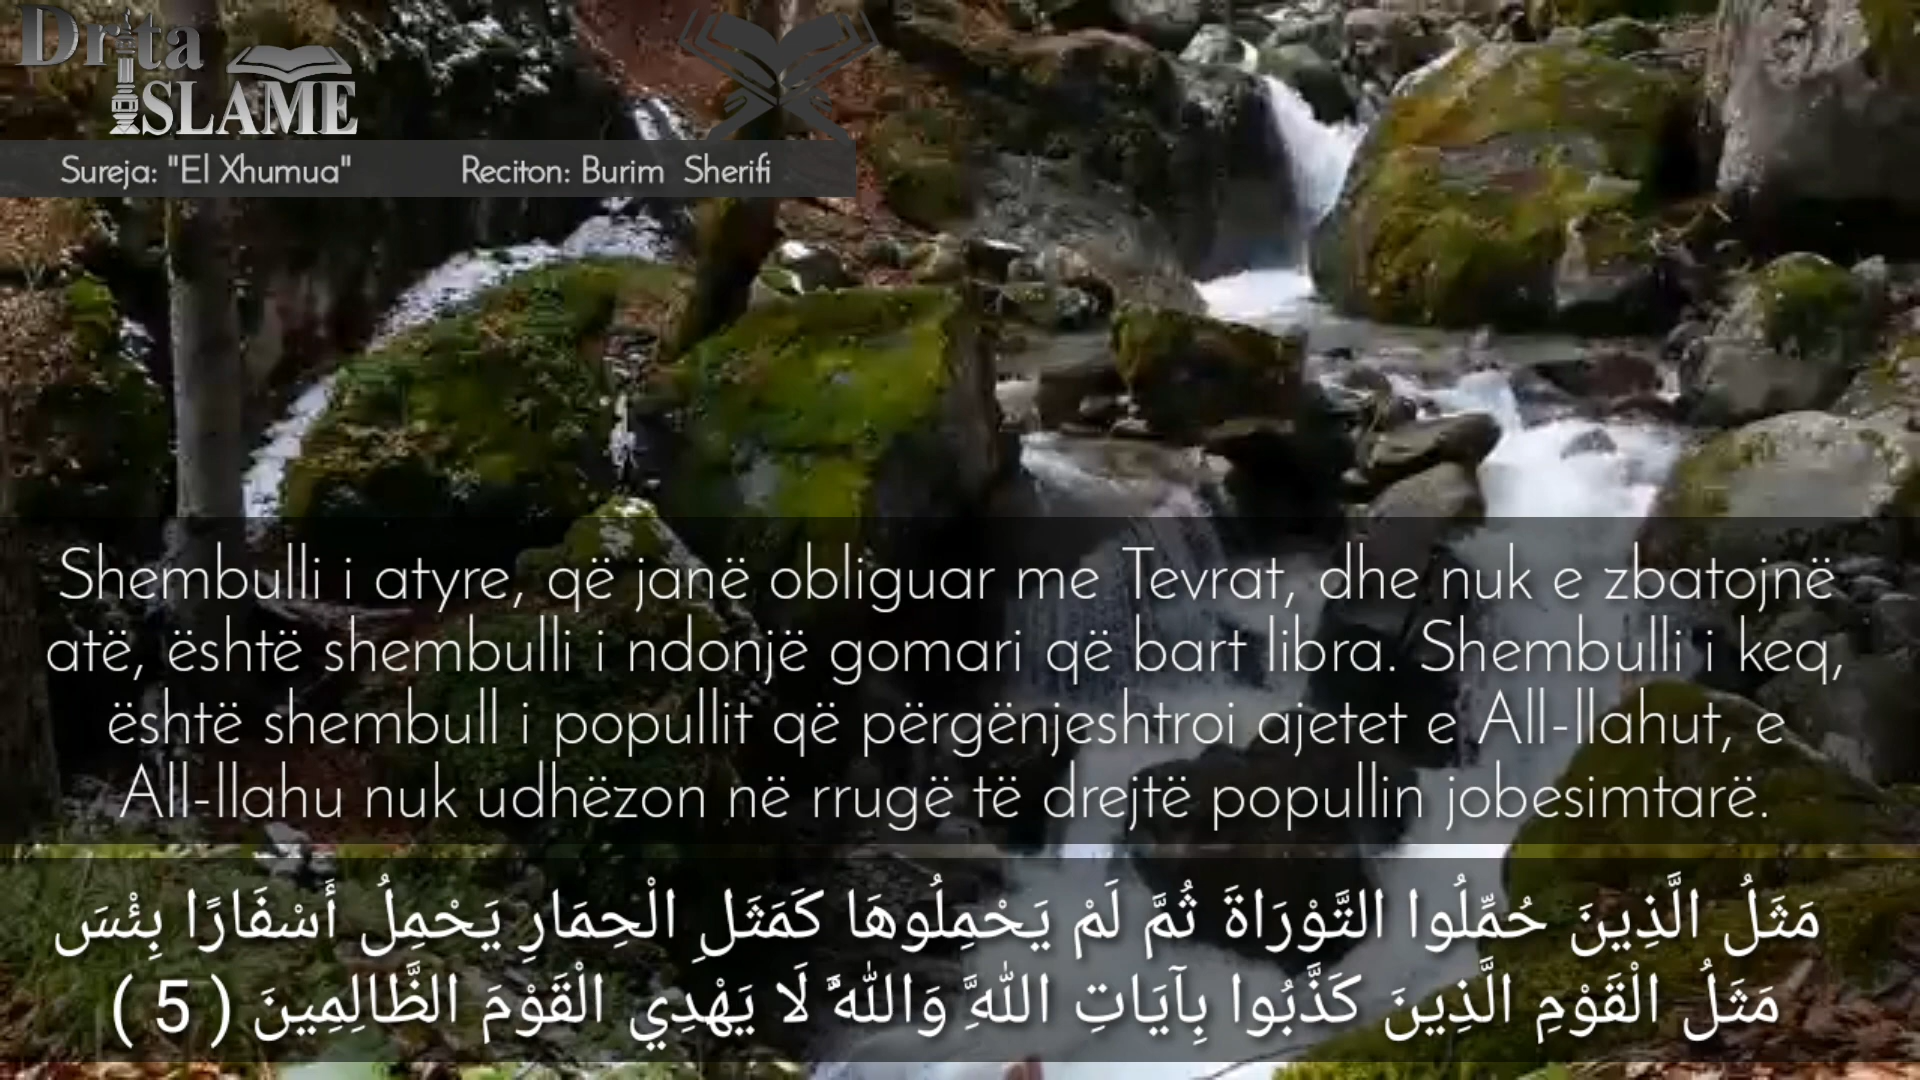 Drita
ISLAME
Sureja: "El Xhumua" Reciton: Burim Sherifi
Shembulli i atyre, që janë obliguar me Tevrat, dhe nuk e zbatojnë
atë, është shembulli i ndonjë gomari që bart libra. Shembulli i keq,
është shembull i popullit që përgënjeshtroi ajetet e All-llahut, e
All-llahu nuk udhëzon në rrugë të drejtë popullin jobesimtarë.
مَثَلُ الَّذِينَ حُمِّلُوا التَّوْرَاةَ ثُمَّ لَمْ يَحْمِلُوهَا كَمَثَلِ الْحِمَارِ يَحْمِلُ أَسْفَارًا بِئْسَ
مَثَلُ الْقَوْمِ الَّذِينَ كَذَّبُوا بِآيَاتِ اللَّهِ وَاللَّهُ لَا يَهْدِي الْقَوْمَ الظَّالِمِينَ ( 5 )